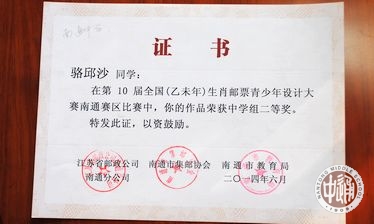 证书
骆邱沙 同学：
在第 10 届全国(乙未年)生肖邮票青少年设计大
赛南通赛区比赛中，你的作品荣获中学组二等奖。
特发此证，以资鼓励。
江苏省邮政公司 南通市集邮协会 南通市教育局
南通分公司 二〇一四年六月